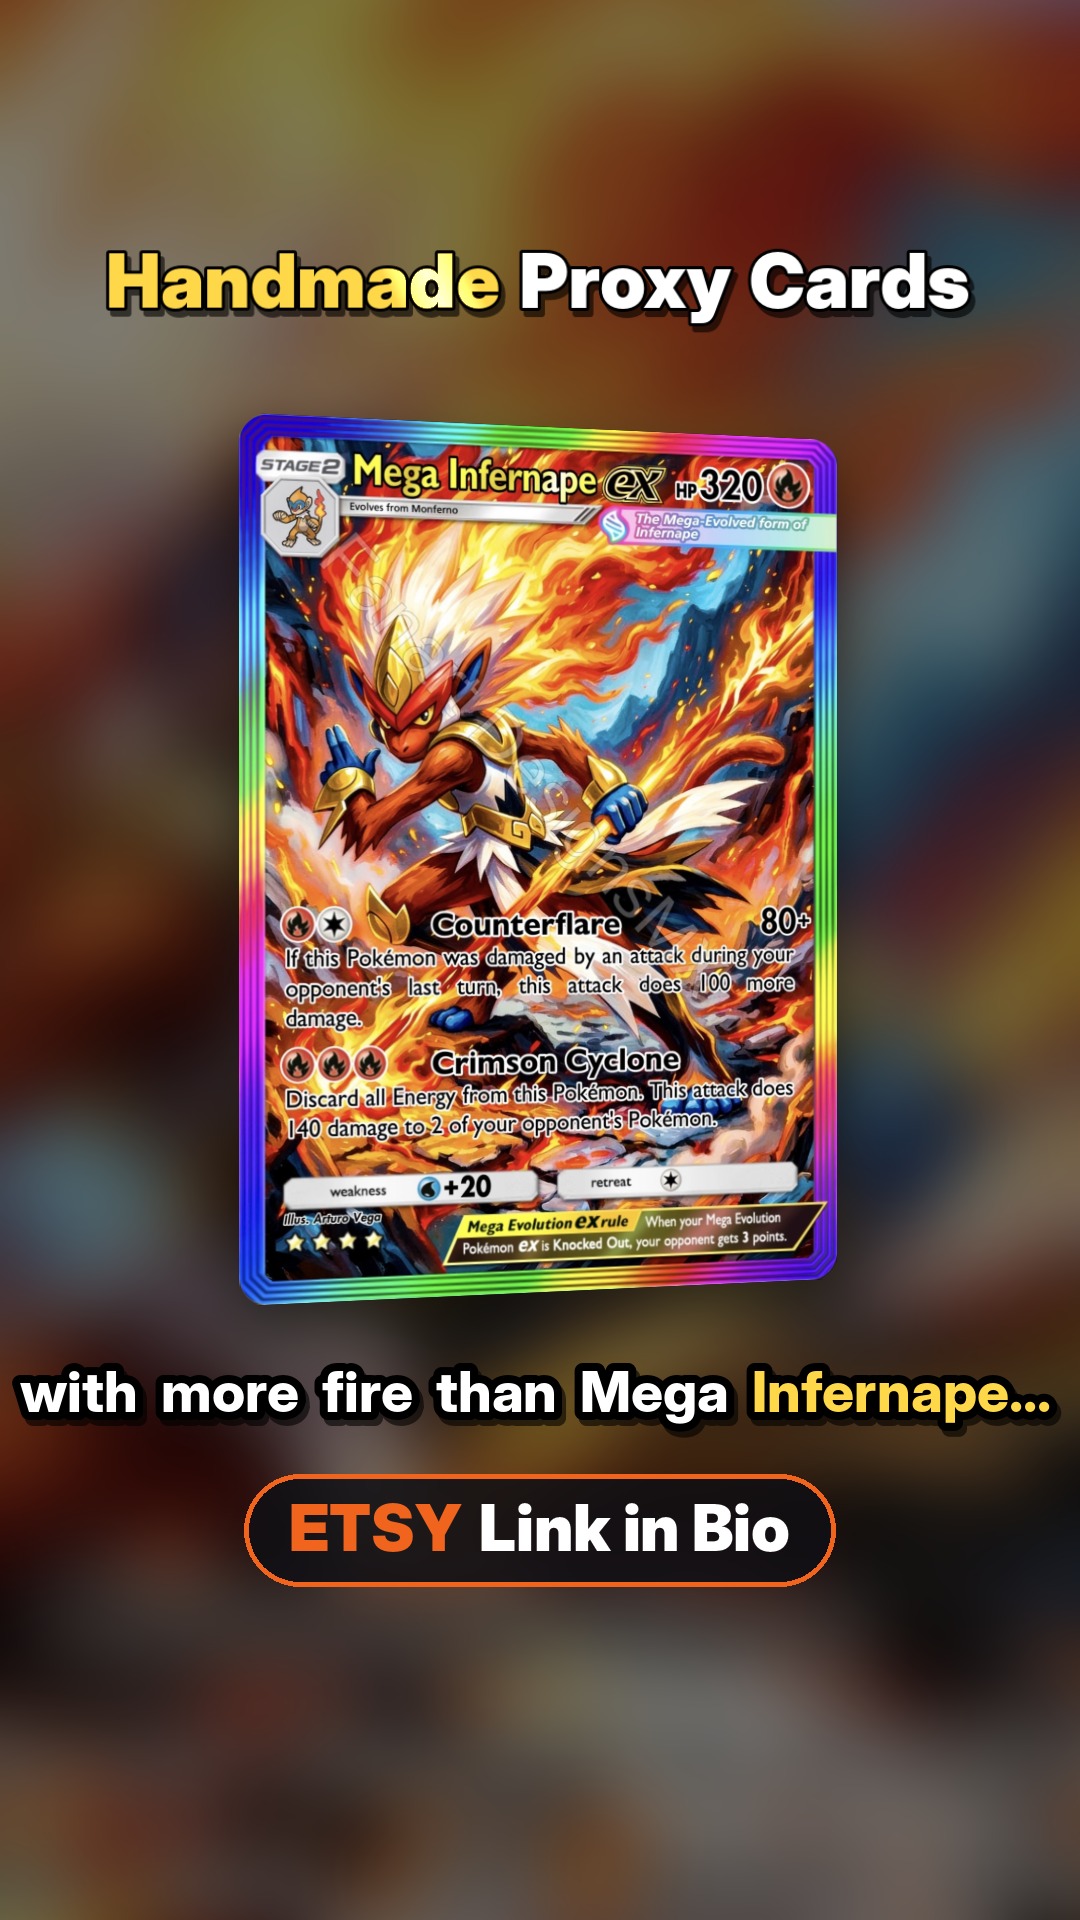 Handmade Proxy Cards
STAGE 2
Mega Infernape ex HP 320
Evolves from Monferno
The Mega-Evolved form of
Infernape
Counterflare 80+
If this Pokémon was damaged by an attack during your
opponent's last turn, this attack does 100 more
damage.
Crimson Cyclone
Discard all Energy from this Pokémon. This attack does
140 damage to 2 of your opponent's Pokémon.
weakness +20 retreat
Illus. Arturo Vega
Mega Evolution ex rule When your Mega Evolution
Pokémon ex is Knocked Out, your opponent gets 3 points.
with more fire than Mega Infernape...
ETSY Link in Bio